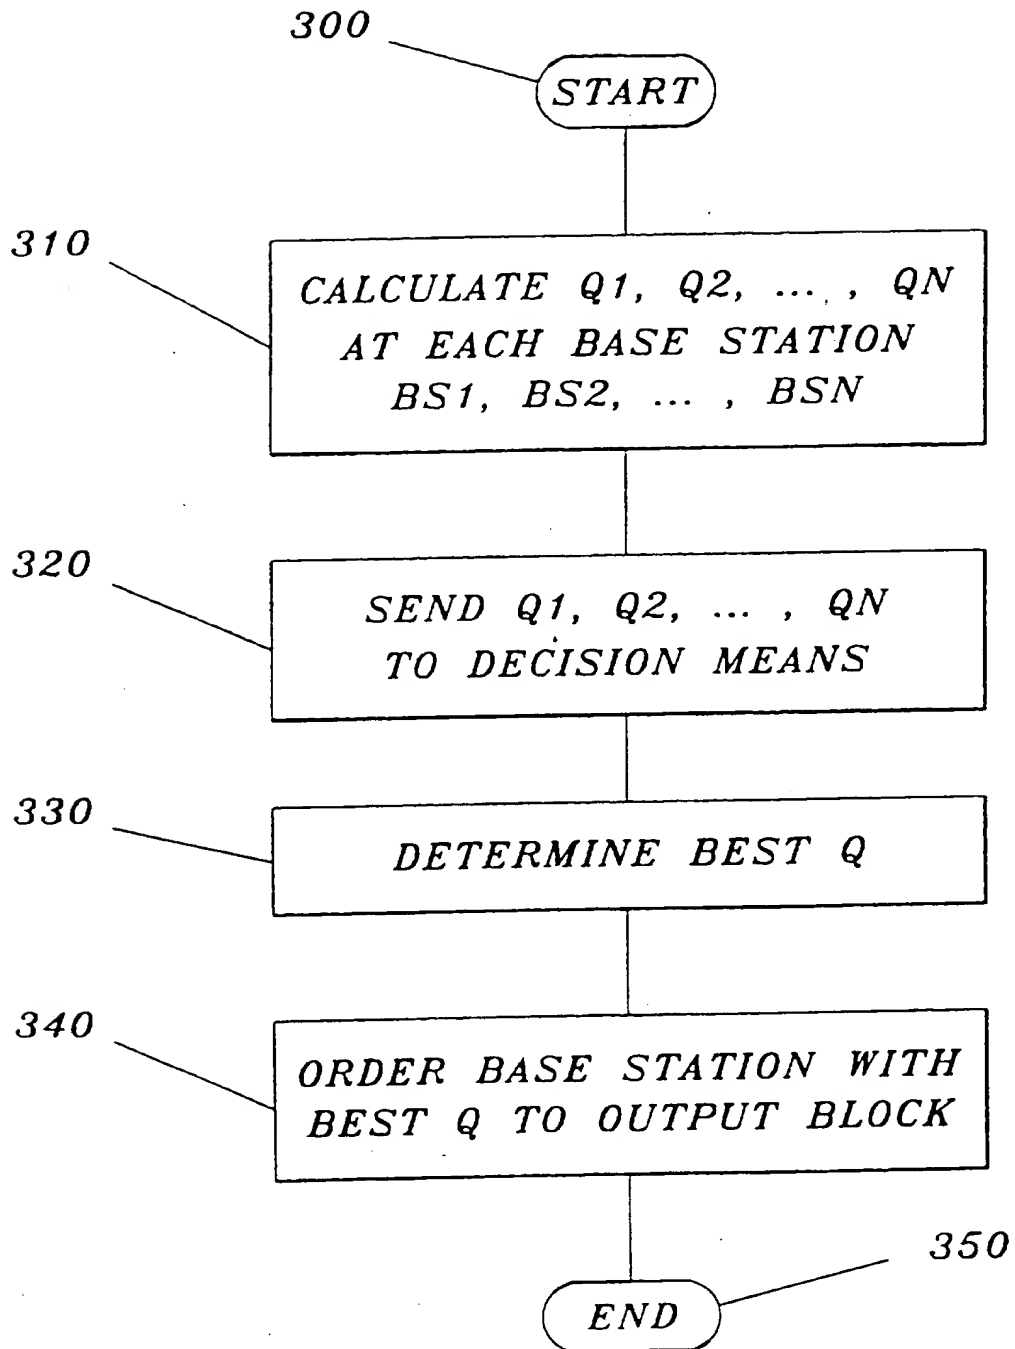 300
START
310
CALCULATE Q1, Q2, ... , QN
AT EACH BASE STATION
BS1, BS2, ... , BSN
320
SEND Q1, Q2, ... , QN
TO DECISION MEANS
330
DETERMINE BEST Q
340
ORDER BASE STATION WITH
BEST Q TO OUTPUT BLOCK
350
END